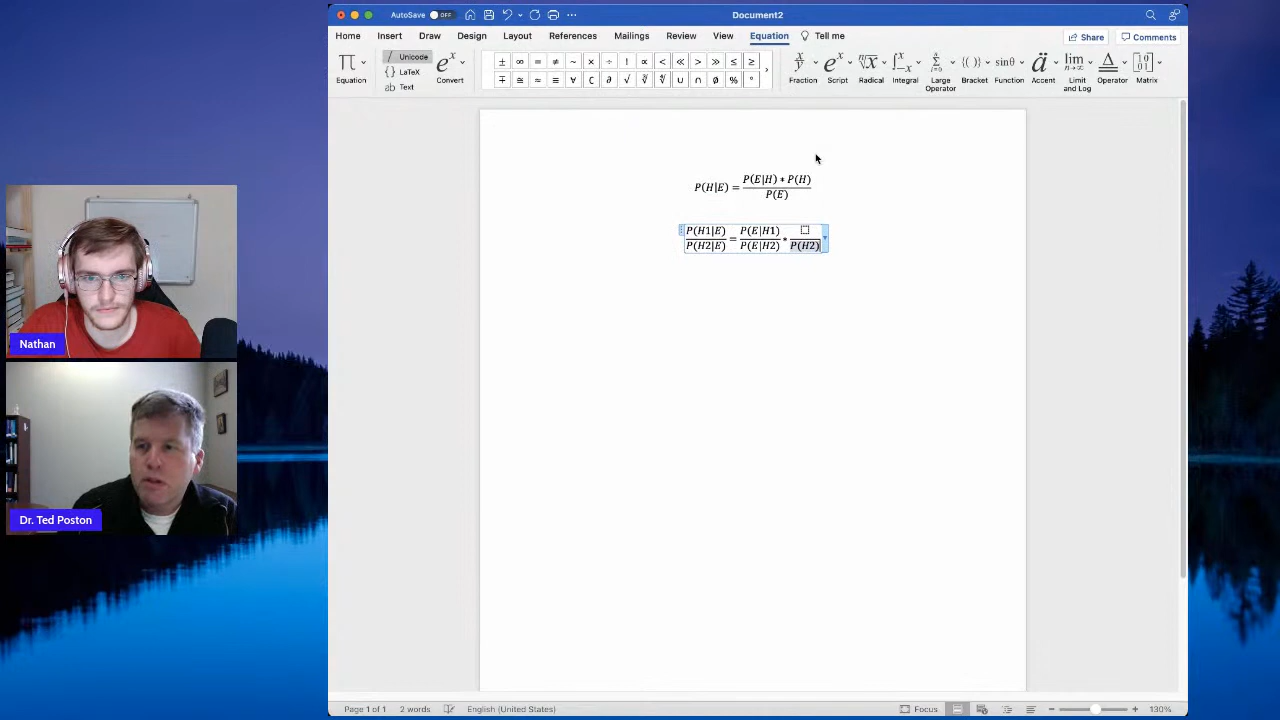 AutoSave OFF
Document2
Home Insert Draw Design Layout References Mailings Review View Equation Tell me
Share Comments
Equation
Unicode
LaTeX
Text
Convert
± ∞ = ≠ ~ × ÷ ! ∝ < ≪ > ≫ ≤ ≥
∓ ≅ ≈ ≡ ∀ ∁ ∂ √ ∛ ∜ ∪ ∩ ∅ % °
Fraction Script Radical Integral Large Operator Bracket Function Accent Limit and Log Operator Matrix
P(H|E) = P(E|H) * P(H)
P(E)
P(H1|E) = P(E|H1) *
P(H2|E) P(E|H2) P(H2)
Nathan
Dr. Ted Poston
Page 1 of 1 2 words English (United States) Focus 130%